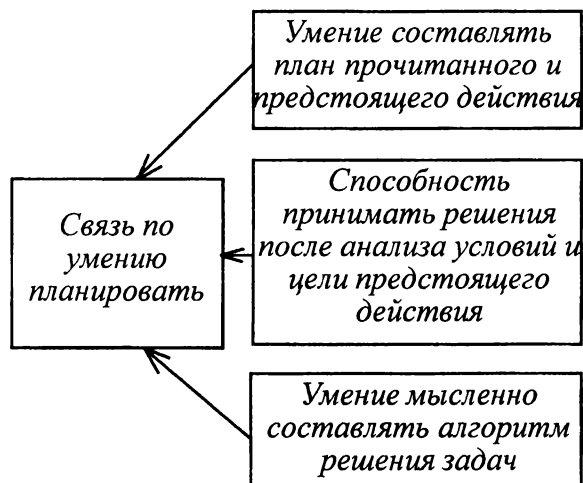 Умение составлять
план прочитанного и
предстоящего действия
Связь по
умению
планировать
Способность
принимать решения
после анализа условий и
цели предстоящего
действия
Умение мысленно
составлять алгоритм
решения задач